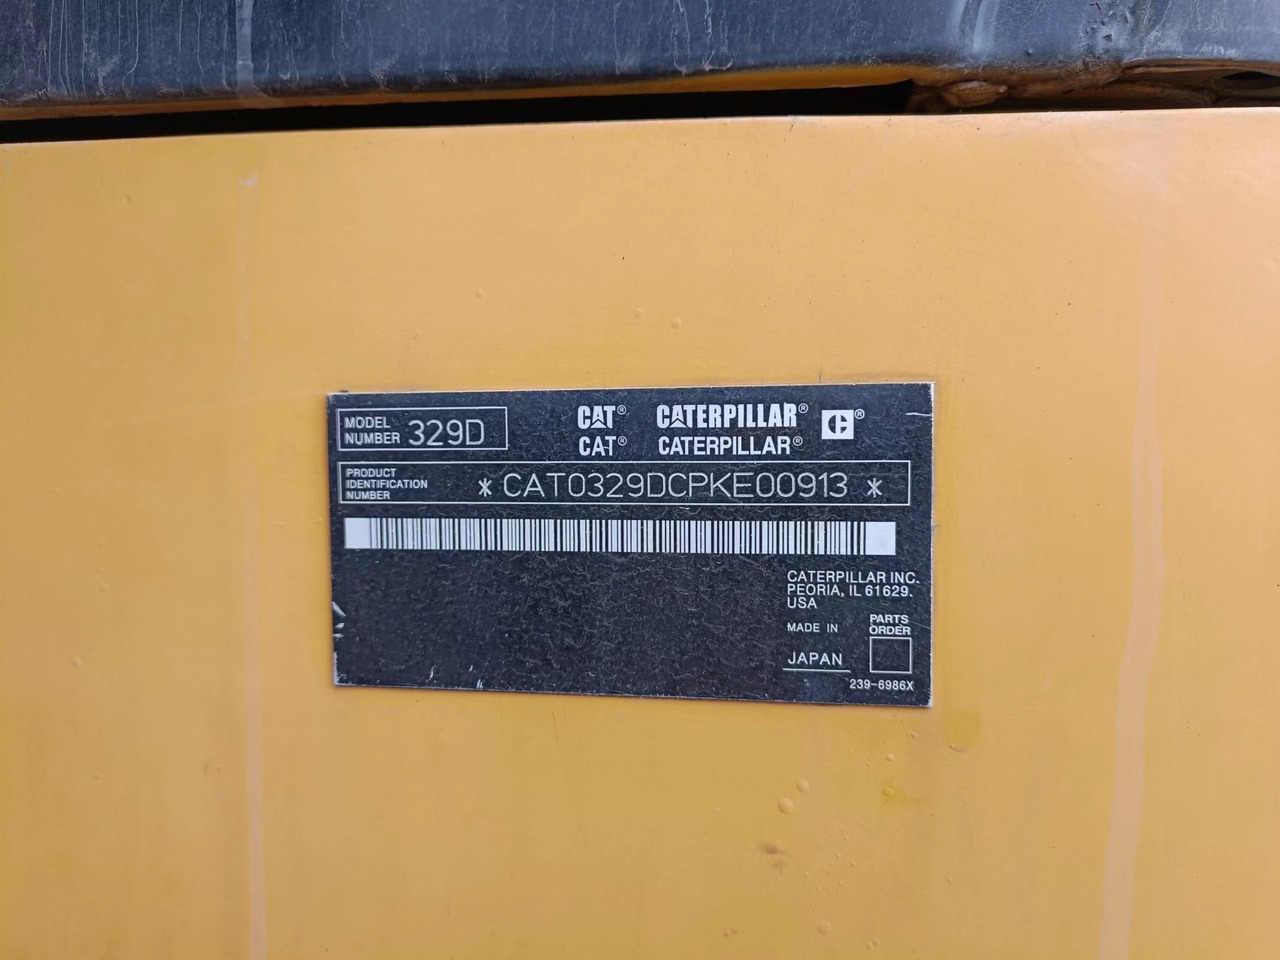 MODEL NUMBER 329D
CAT® CATERPILLAR® C®
CAT® CATERPILLAR®
PRODUCT IDENTIFICATION NUMBER *CAT0329DCPKE00913*
CATERPILLAR INC.
PEORIA, IL 61629.
USA
MADE IN
JAPAN
PARTS
ORDER
239-6986X